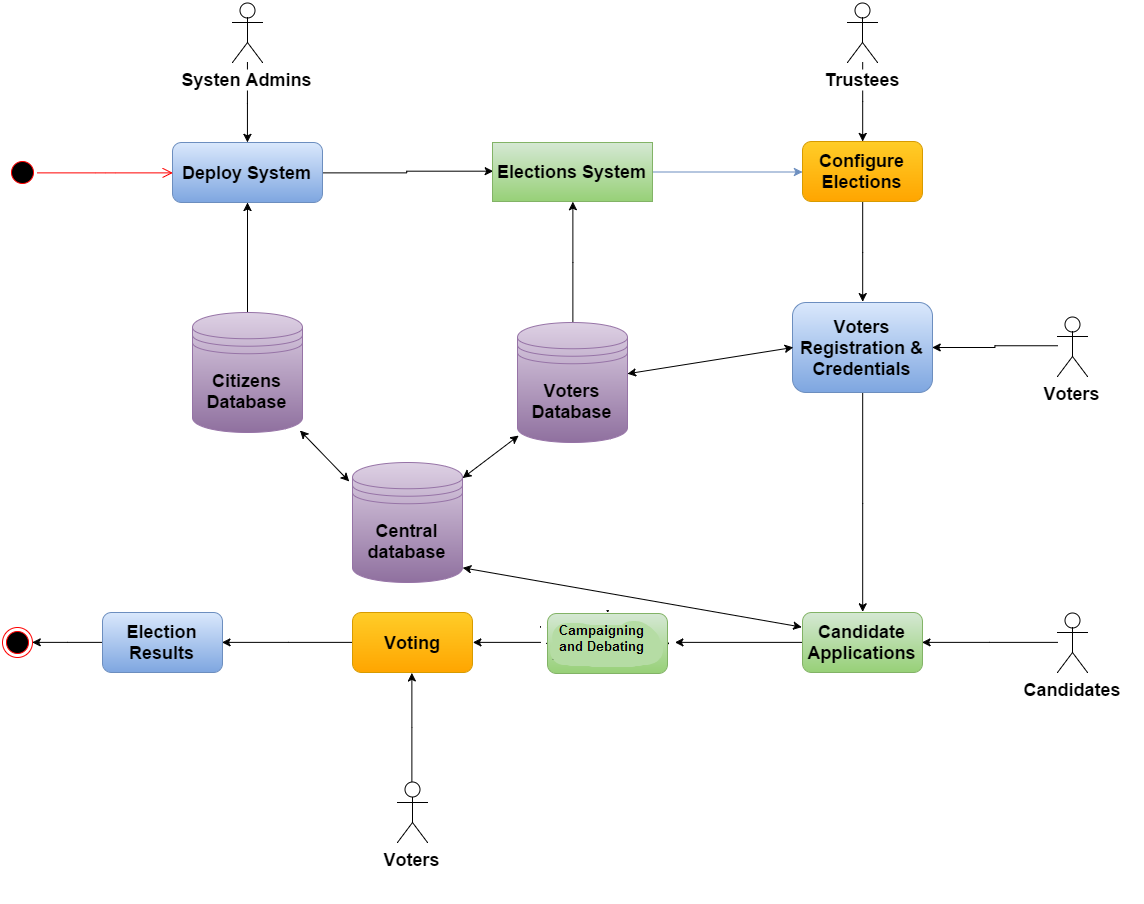 Systen Admins
Trustees
Deploy System
Elections System
Configure
Elections
Voters
Registration &
Credentials
Voters
Citizens
Database
Voters
Database
Central
database
Election
Results
Voting
Campaigning
and Debating
Candidate
Applications
Candidates
Voters